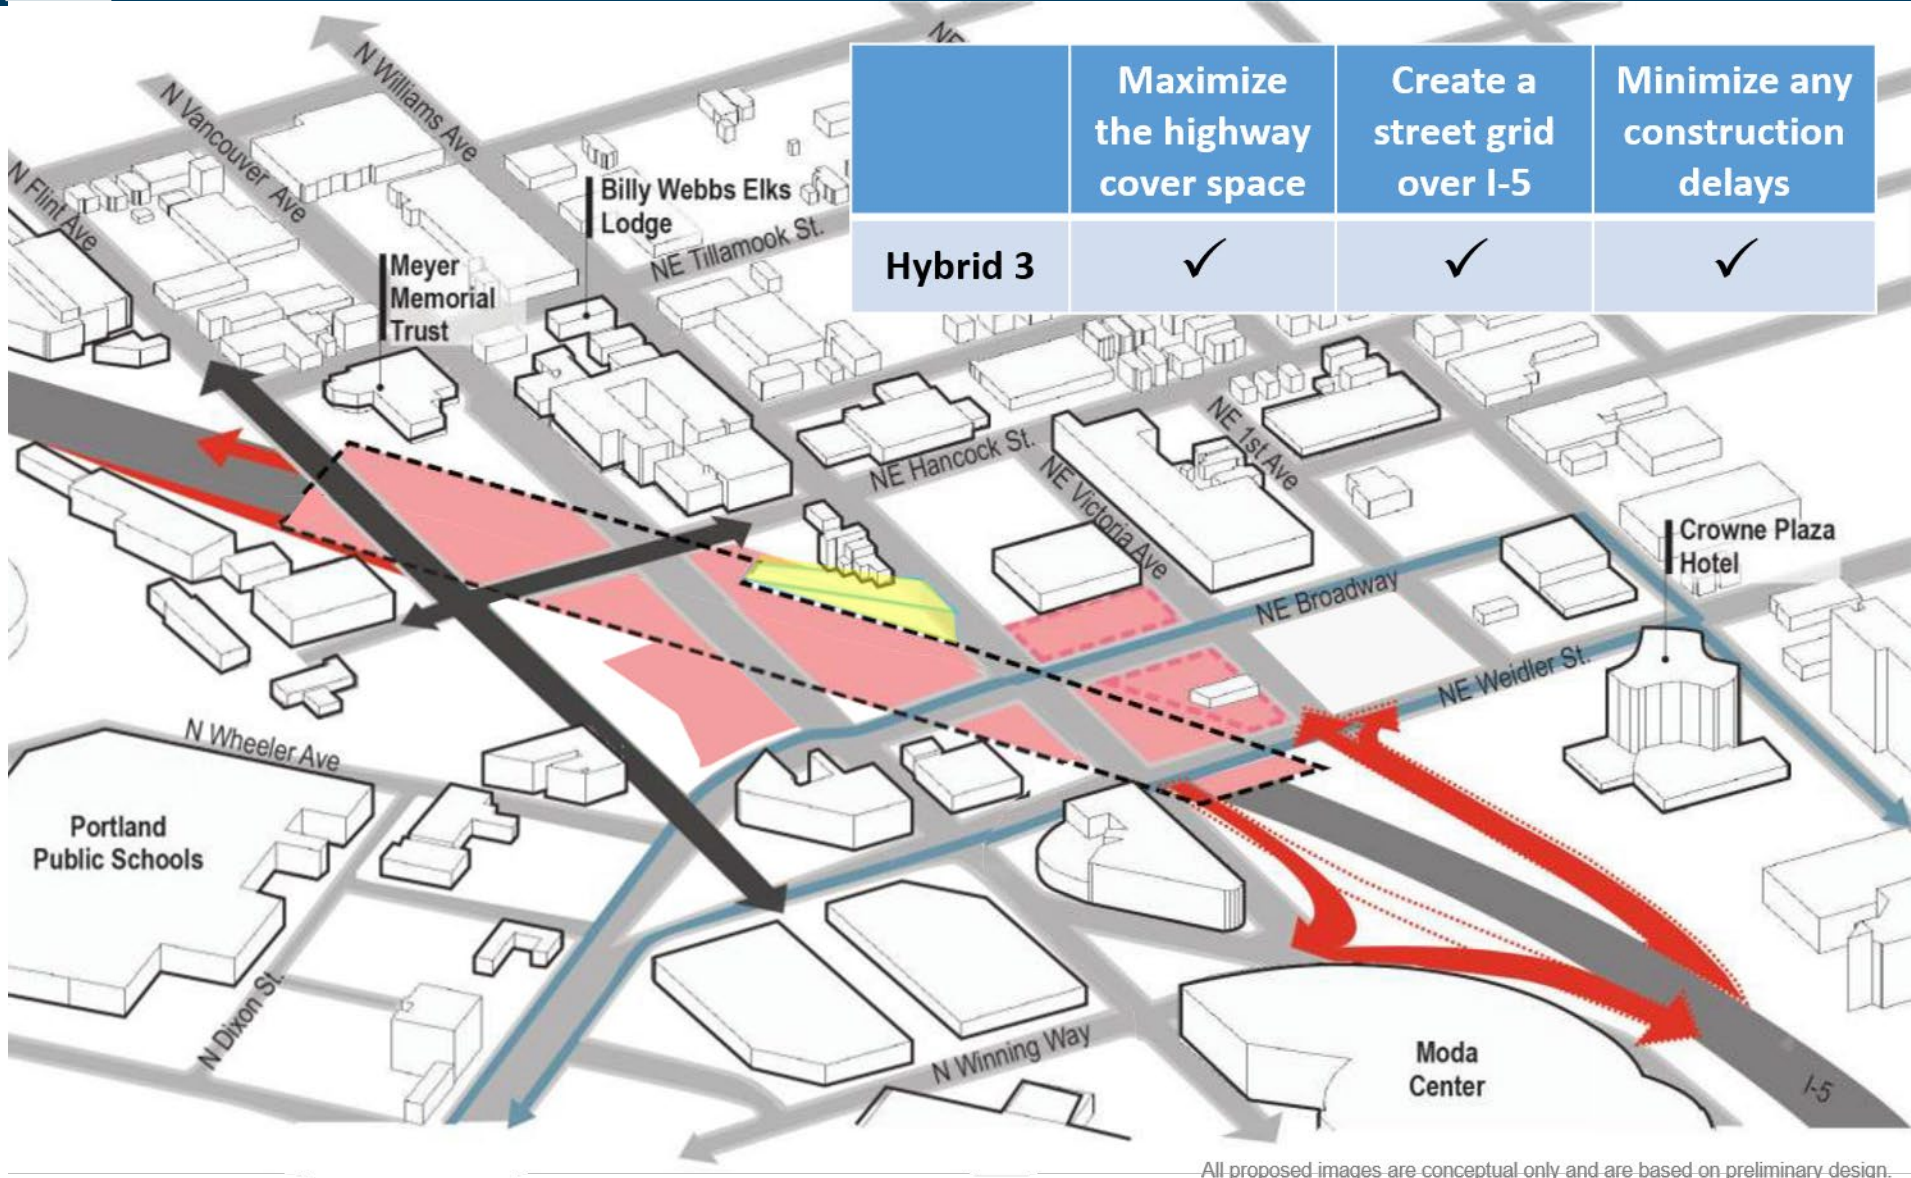 Maximize
the highway
cover space
Create a
street grid
over I-5
Minimize any
construction
delays
Hybrid 3
✓
✓
✓
NE
N Williams Ave
N Vancouver Ave
N Flint Ave
Billy Webbs Elks
Lodge
NE Tillamook St.
Meyer
Memorial
Trust
NE Hancock St.
NE Victoria Ave
NE 1st Ave
Crowne Plaza
Hotel
NE Broadway
NE Weidler St.
N Wheeler Ave
Portland
Public Schools
N Dixon St.
N Winning Way
Moda
Center
I-5
All proposed images are conceptual only and are based on preliminary design.